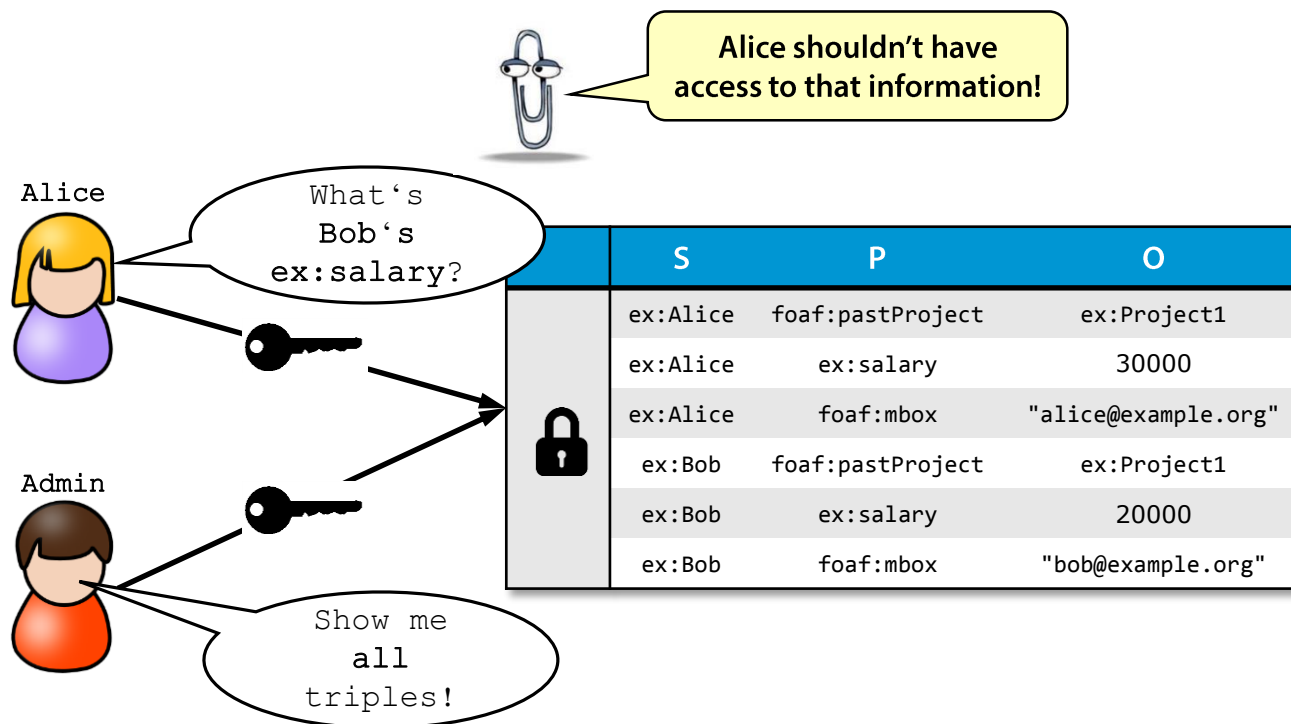 Alice shouldn’t have
access to that information!
Alice
What‘s
Bob‘s
ex:salary?
S P O
ex:Alice foaf:pastProject ex:Project1
ex:Alice ex:salary 30000
ex:Alice foaf:mbox "alice@example.org"
ex:Bob foaf:pastProject ex:Project1
ex:Bob ex:salary 20000
ex:Bob foaf:mbox "bob@example.org"
Admin
Show me
all
triples!